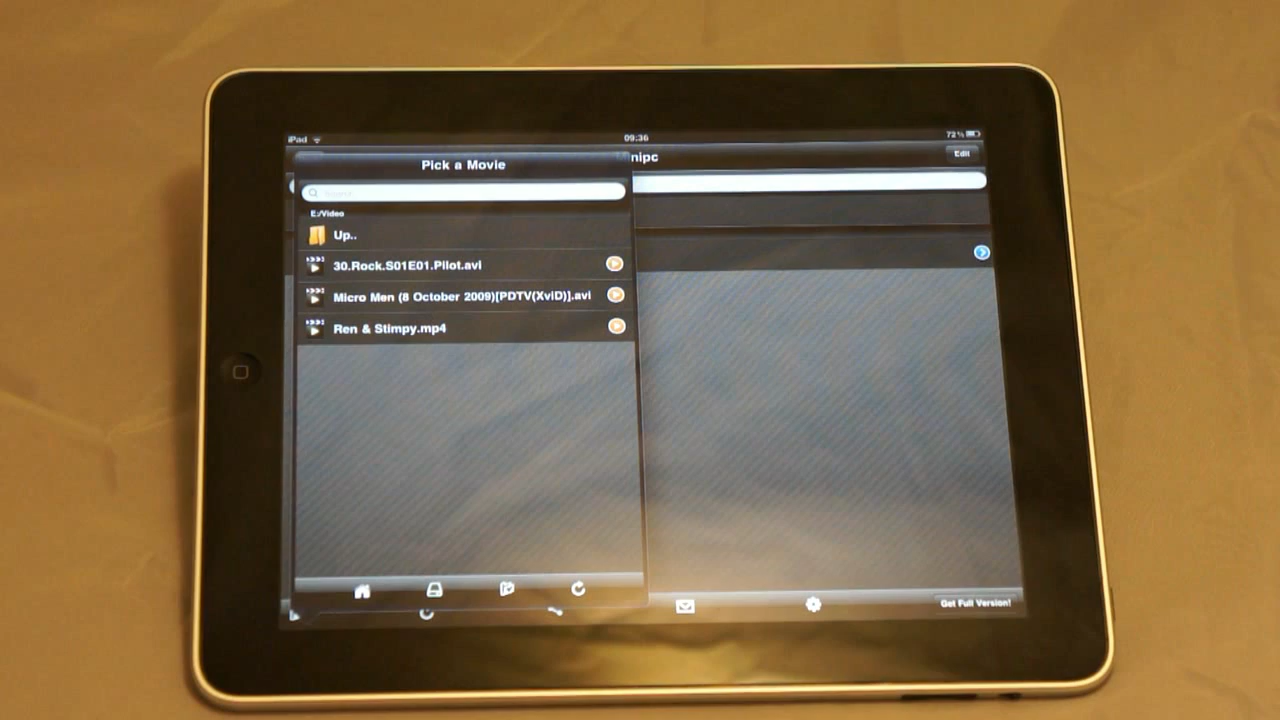 iPad 09:36 72%
Pick a Movie
nipc
Edit
E:/Video
Up..
30.Rock.S01E01.Pilot.avi
Micro Men (8 October 2009)[PDTV(XviD)].avi
Ren & Stimpy.mp4
Get Full Version!